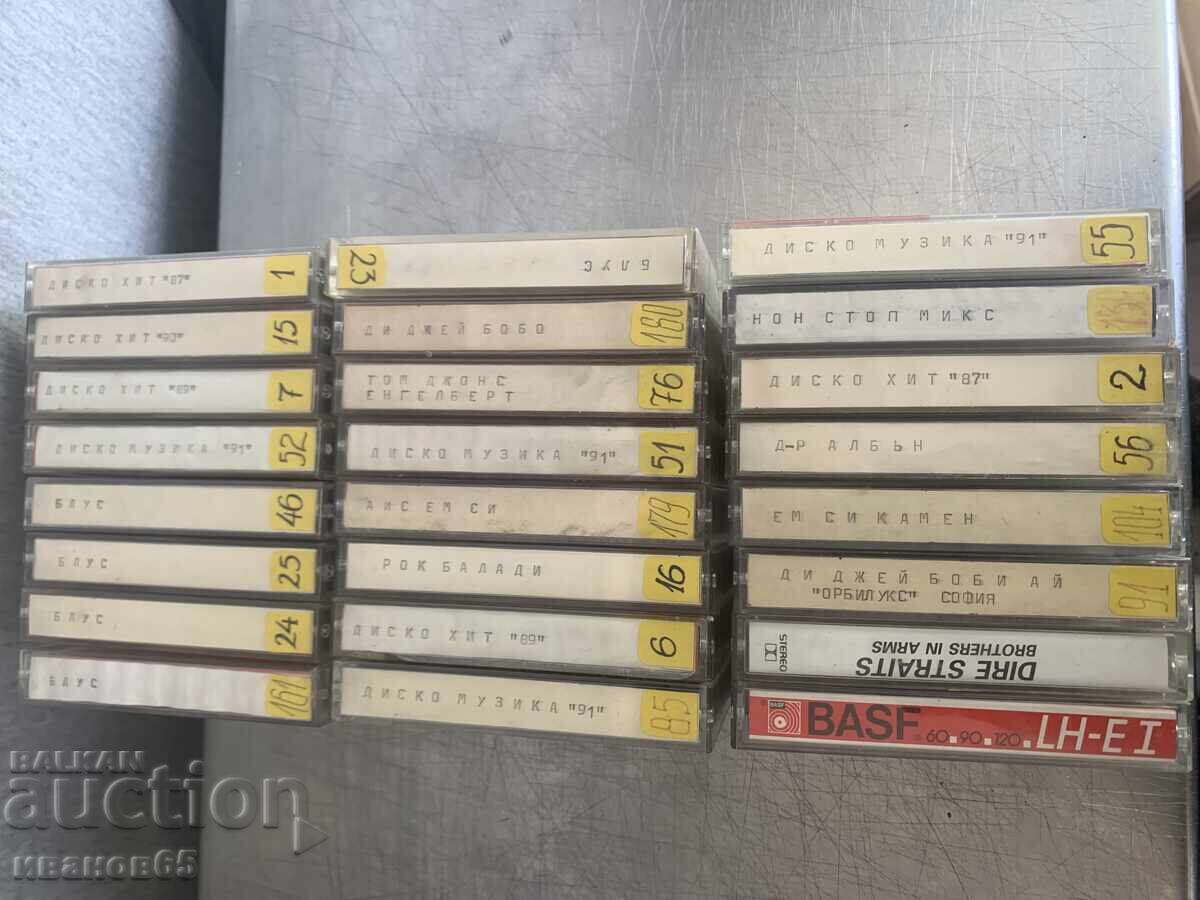 ДИСКО ХИТ "87" 1
ДИСКО ХИТ "90" 15
ДИСКО ХИТ "89" 7
ДИСКО МУЗИКА "91" 52
БЛУС 46
БЛУС 25
БЛУС 24
БЛУС 161
23 БЛУС
ДИ ДЖЕЙ БОБО 180
ТОМ ДЖОНС
ЕНГЕЛБЕРТ 76
ДИСКО МУЗИКА "91" 51
АЙС ЕМ СИ 179
РОК БАЛАДИ 16
ДИСКО ХИТ "89" 6
ДИСКО МУЗИКА "91" 85
ДИСКО МУЗИКА "91" 55
НОН СТОП МИКС
ДИСКО ХИТ "87" 2
Д-Р АЛБЪН 56
ЕМ СИ КАМЕН 104
ДИ ДЖЕЙ БОБИ АЙ
"ОРБИЛУКС" СОФИЯ 91
DIRE STRAITS
BROTHERS IN ARMS
STEREO
BASF BASF 60.90.120. LH-E I
BALKAN
auction
иванов65